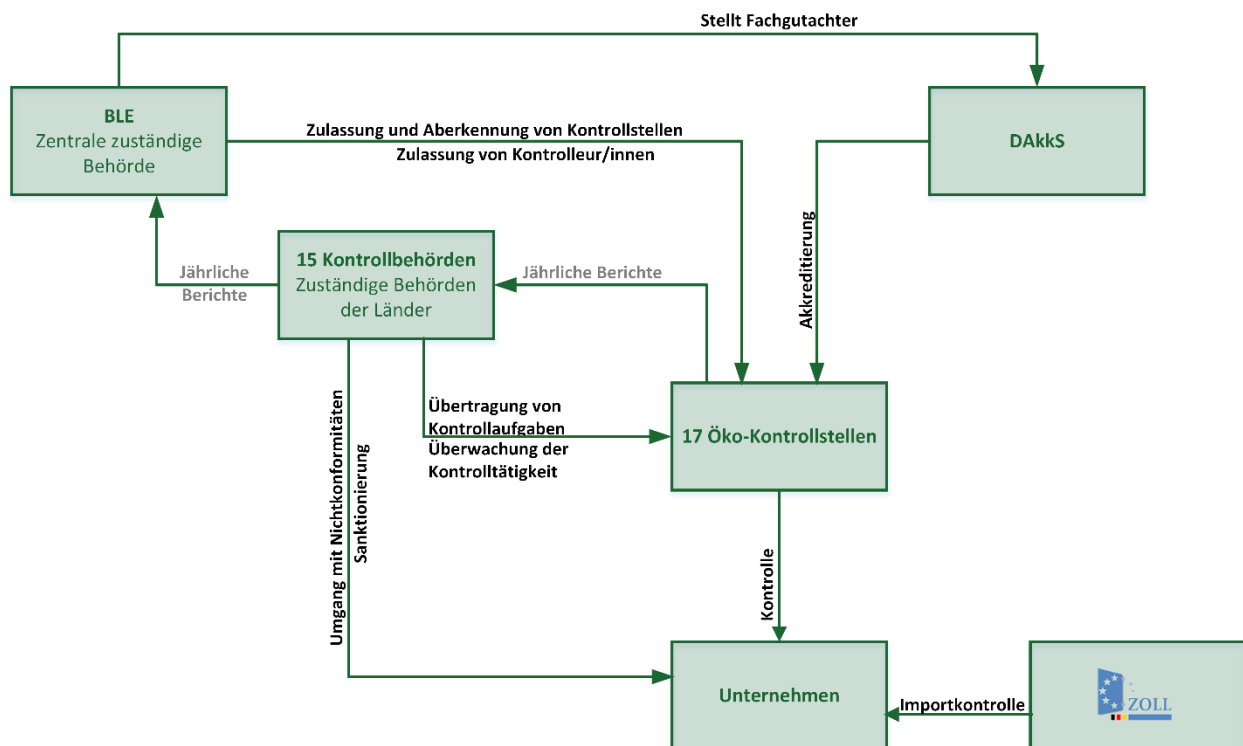 Stellt Fachgutachter
BLE
Zentrale zuständige
Behörde
Zulassung und Aberkennung von Kontrollstellen
Zulassung von Kontrolleur/innen
DAkkS
Jährliche
Berichte
15 Kontrollbehörden
Zuständige Behörden
der Länder
Jährliche Berichte
Akkreditierung
Umgang mit Nichtkonformitäten
Sanktionierung
Übertragung von
Kontrollaufgaben
Überwachung der
Kontrolltätigkeit
17 Öko-Kontrollstellen
Kontrolle
Unternehmen
Importkontrolle
ZOLL